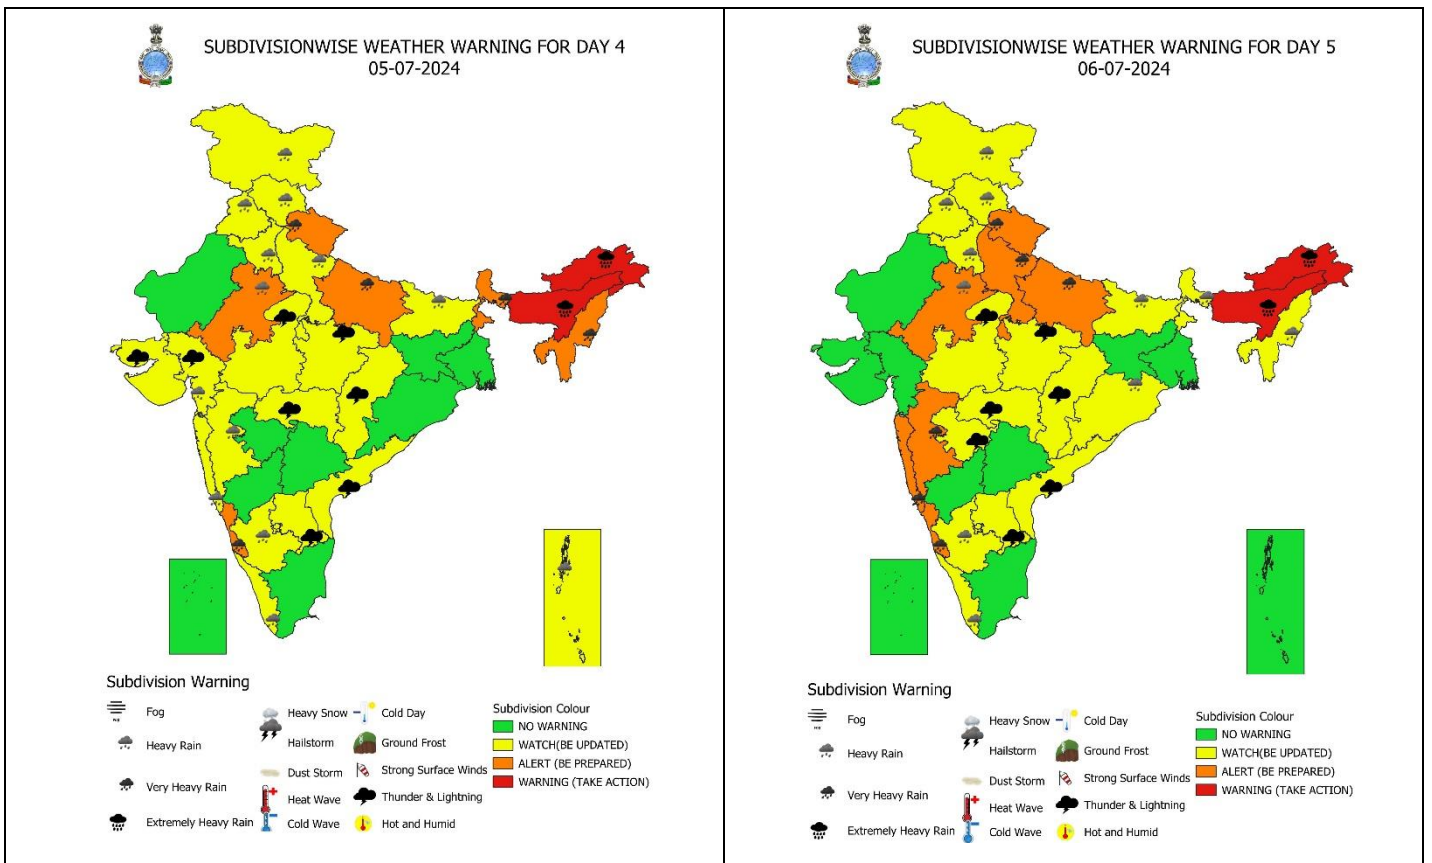 SUBDIVISIONWISE WEATHER WARNING FOR DAY 4
05-07-2024
Subdivision Warning
Fog
Heavy Rain
Very Heavy Rain
Extremely Heavy Rain
Heavy Snow
Hailstorm
Dust Storm
Heat Wave
Cold Wave
Cold Day
Ground Frost
Strong Surface Winds
Thunder & Lightning
Hot and Humid
Subdivision Colour
NO WARNING
WATCH(BE UPDATED)
ALERT (BE PREPARED)
WARNING (TAKE ACTION)
SUBDIVISIONWISE WEATHER WARNING FOR DAY 5
06-07-2024
Subdivision Warning
Fog
Heavy Rain
Very Heavy Rain
Extremely Heavy Rain
Heavy Snow
Hailstorm
Dust Storm
Heat Wave
Cold Wave
Cold Day
Ground Frost
Strong Surface Winds
Thunder & Lightning
Hot and Humid
Subdivision Colour
NO WARNING
WATCH(BE UPDATED)
ALERT (BE PREPARED)
WARNING (TAKE ACTION)